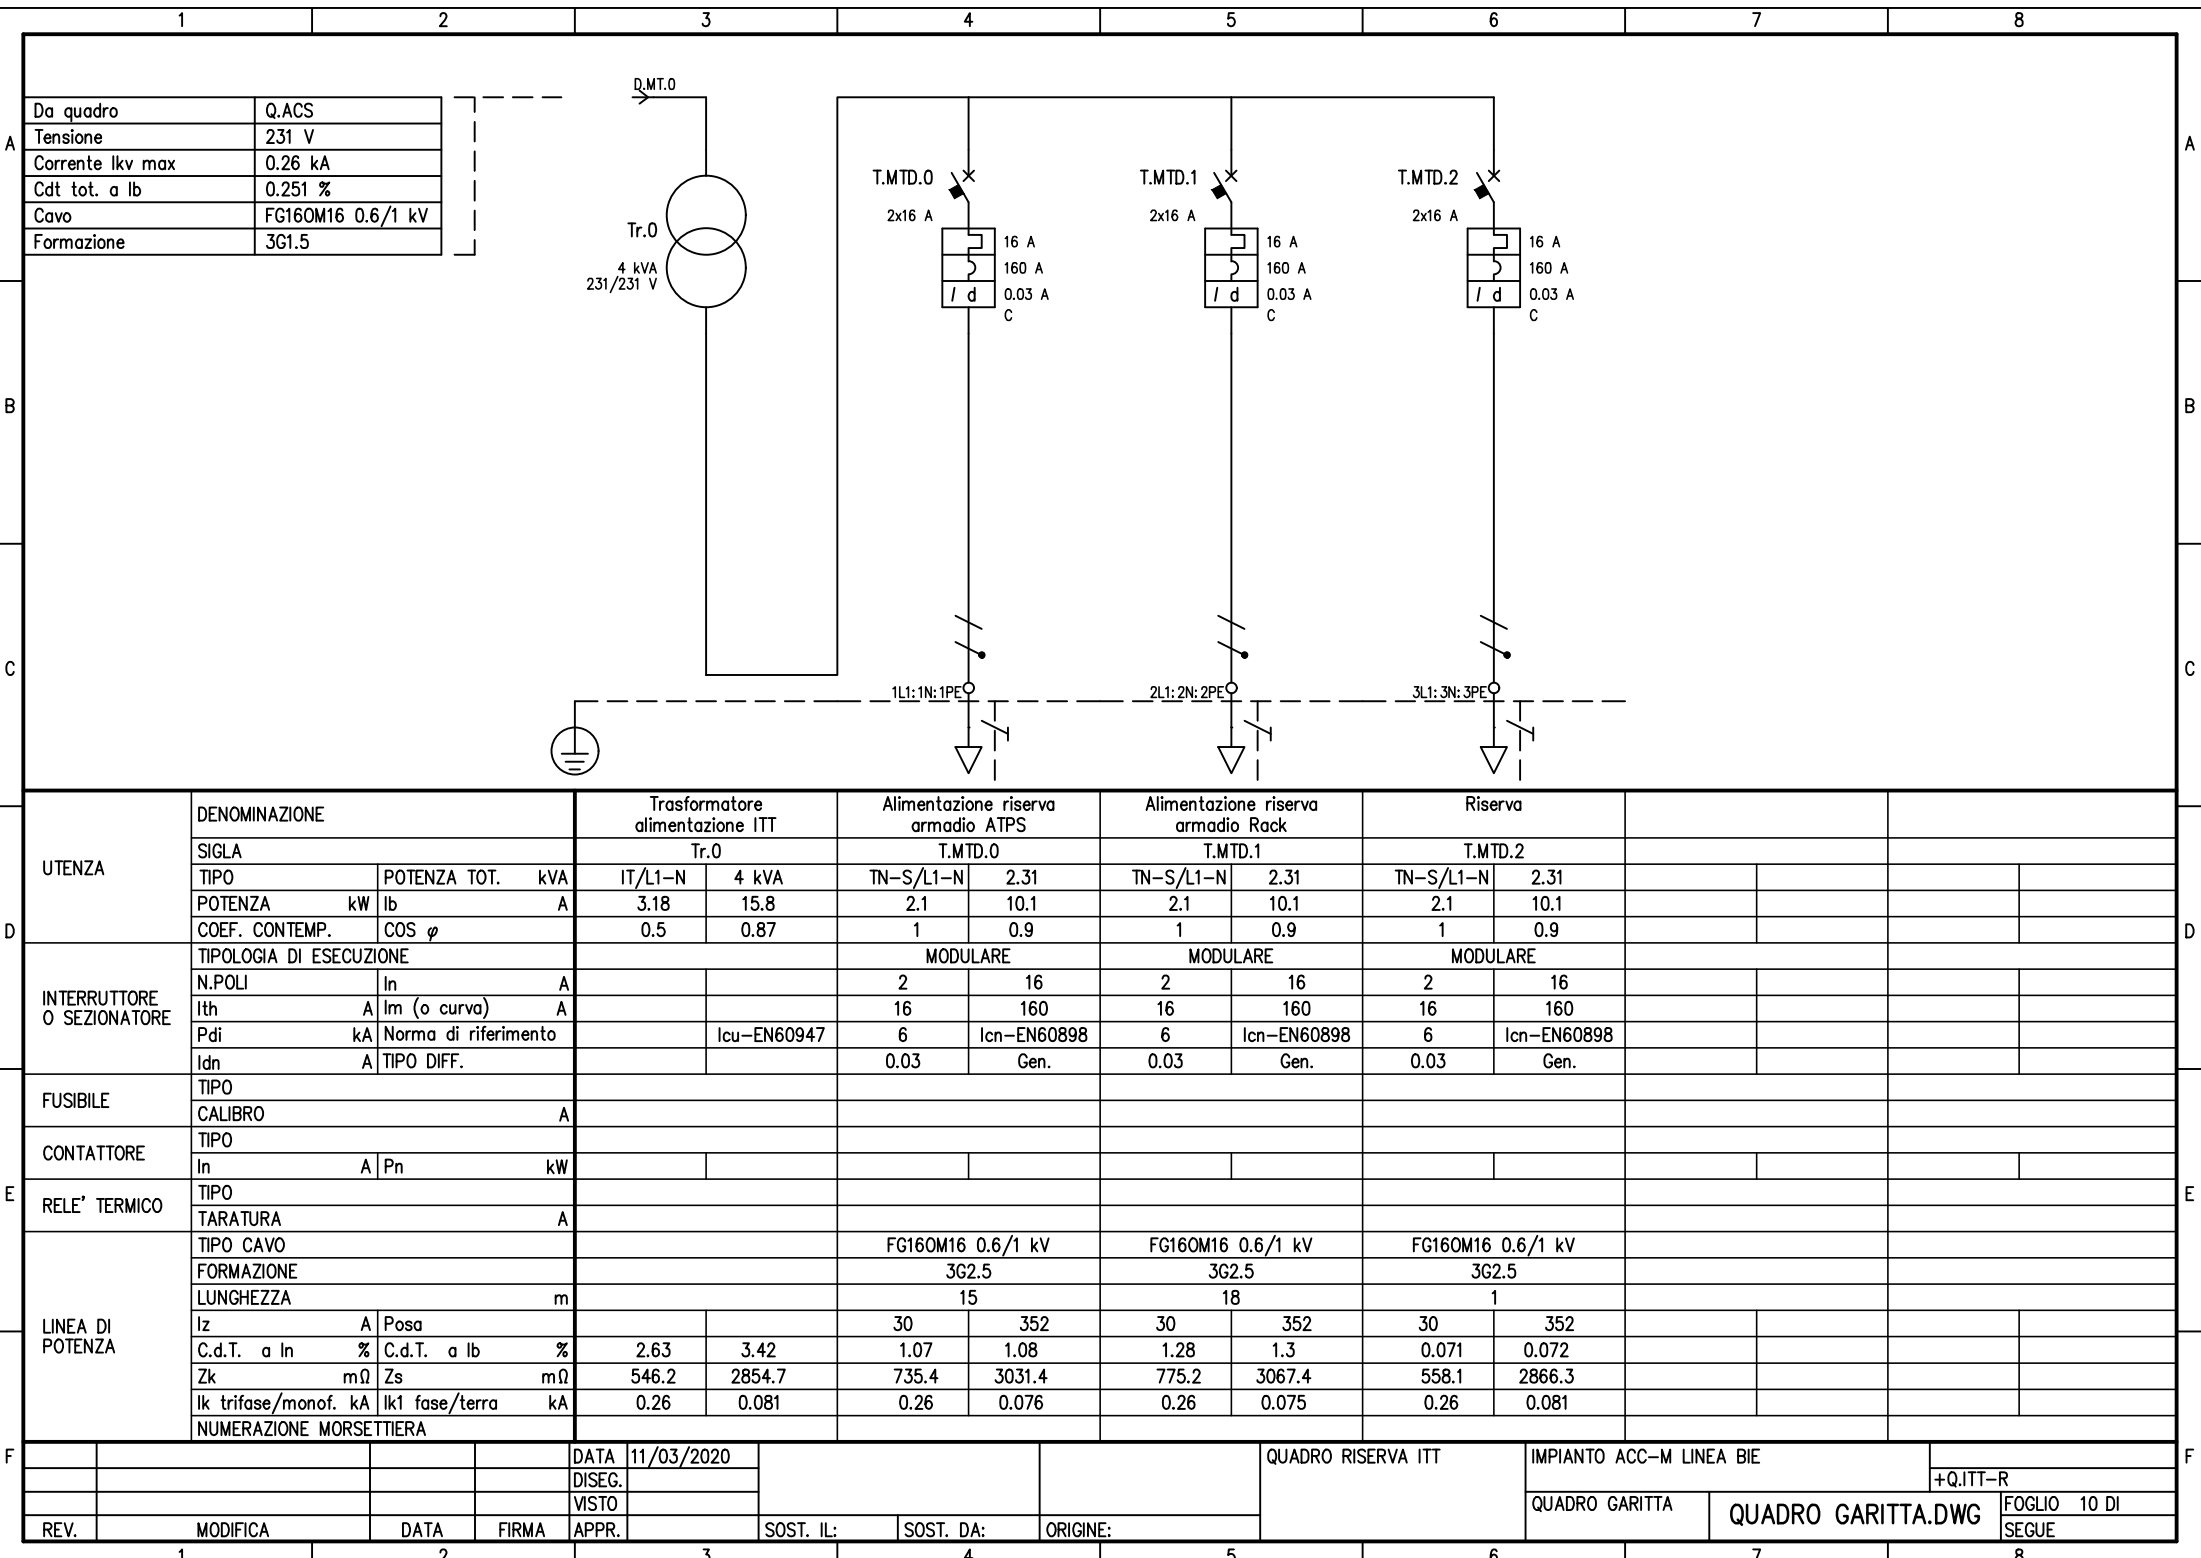 1 2 3 4 5 6 7 8
D.MT.0
Da quadro Q.ACS
Tensione 231 V
A A
Corrente Ikv max 0.26 kA
Cdt tot. a Ib 0.251 %
Cavo FG16OM16 0.6/1 kV
Formazione 3G1.5
T.MTD.0 T.MTD.1 T.MTD.2
2x16 A 2x16 A 2x16 A
Tr.0
16 A 16 A 16 A
4 kVA 160 A 160 A 160 A
231/231 V
I d 0.03 A I d 0.03 A I d 0.03 A
C C C
B B
C C
1L1:1N:1PE 2L1:2N:2PE 3L1:3N:3PE
UTENZA
DENOMINAZIONE Trasformatore alimentazione ITT Alimentazione riserva armadio ATPS Alimentazione riserva armadio Rack Riserva
SIGLA Tr.0 T.MTD.0 T.MTD.1 T.MTD.2
TIPO POTENZA TOT. kVA IT/L1-N 4 kVA TN-S/L1-N 2.31 TN-S/L1-N 2.31 TN-S/L1-N 2.31
POTENZA kW Ib A 3.18 15.8 2.1 10.1 2.1 10.1 2.1 10.1
D COEF. CONTEMP. COS φ 0.5 0.87 1 0.9 1 0.9 1 0.9 D
INTERRUTTORE
O SEZIONATORE
TIPOLOGIA DI ESECUZIONE MODULARE MODULARE MODULARE
N.POLI In A 2 16 2 16 2 16
Ith A Im (o curva) A 16 160 16 160 16 160
Pdi kA Norma di riferimento Icu-EN60947 6 Icn-EN60898 6 Icn-EN60898 6 Icn-EN60898
Idn A TIPO DIFF. 0.03 Gen. 0.03 Gen. 0.03 Gen.
FUSIBILE
TIPO
CALIBRO A
CONTATTORE
TIPO
In A Pn kW
E RELE' TERMICO E
TIPO
TARATURA A
LINEA DI
POTENZA
TIPO CAVO FG16OM16 0.6/1 kV FG16OM16 0.6/1 kV FG16OM16 0.6/1 kV
FORMAZIONE 3G2.5 3G2.5 3G2.5
LUNGHEZZA m 15 18 1
Iz A Posa 30 352 30 352 30 352
C.d.T. a In % C.d.T. a Ib % 2.63 3.42 1.07 1.08 1.28 1.3 0.071 0.072
Zk mΩ Zs mΩ 546.2 2854.7 735.4 3031.4 775.2 3067.4 558.1 2866.3
Ik trifase/monof. kA Ik1 fase/terra kA 0.26 0.081 0.26 0.076 0.26 0.075 0.26 0.081
NUMERAZIONE MORSETTIERA
F DATA 11/03/2020 QUADRO RISERVA ITT IMPIANTO ACC-M LINEA BIE F
DISEG. +Q.ITT-R
VISTO QUADRO GARITTA QUADRO GARITTA.DWG FOGLIO 10 DI
REV. MODIFICA DATA FIRMA APPR. SOST. IL: SOST. DA: ORIGINE: SEGUE
1 2 3 4 5 6 7 8